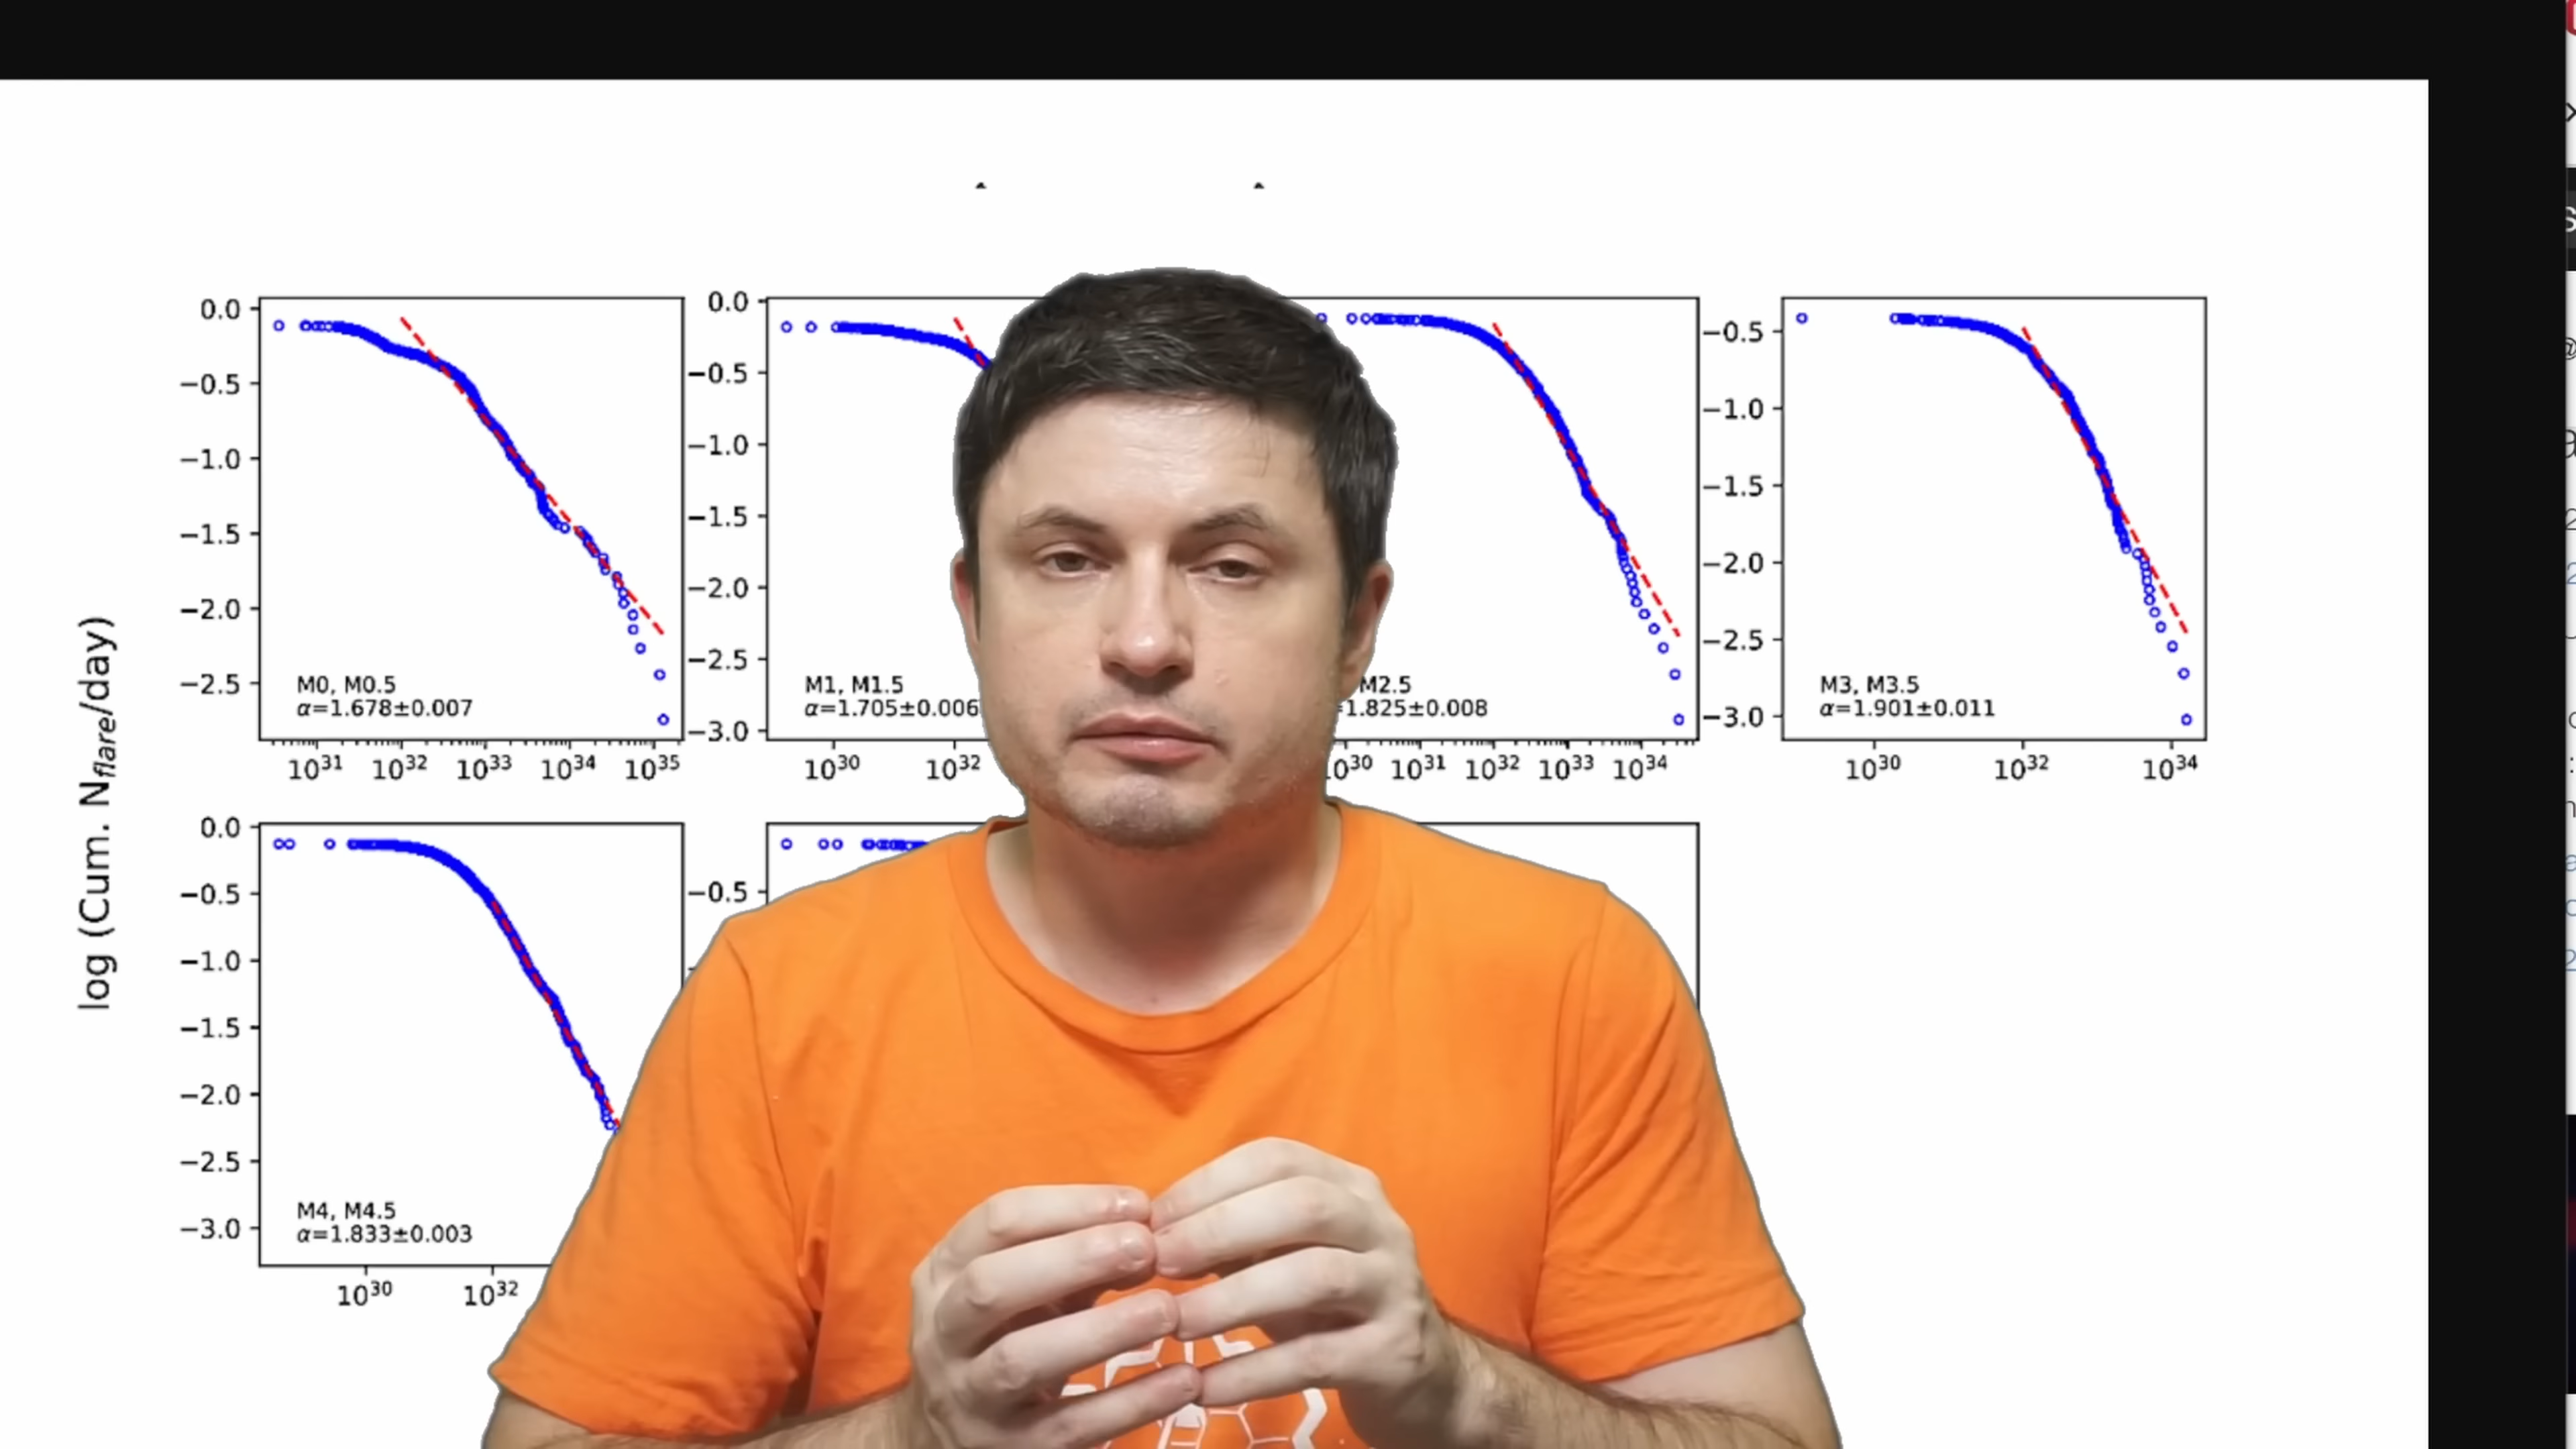 log (Cum. N_flare/day)
0.0
−0.5
−1.0
−1.5
−2.0
−2.5
M0, M0.5
α=1.678±0.007
10³¹ 10³² 10³³ 10³⁴ 10³⁵
0.0
−0.5
−1.0
−1.5
−2.0
−2.5
−3.0
M1, M1.5
α=1.705±0.006
10³⁰ 10³²
M2.5
=1.825±0.008
10³⁰ 10³¹ 10³² 10³³ 10³⁴
−0.5
−1.0
−1.5
−2.0
−2.5
−3.0
M3, M3.5
α=1.901±0.011
10³⁰ 10³² 10³⁴
0.0
−0.5
−1.0
−1.5
−2.0
−2.5
−3.0
M4, M4.5
α=1.833±0.003
10³⁰ 10³²
−0.5